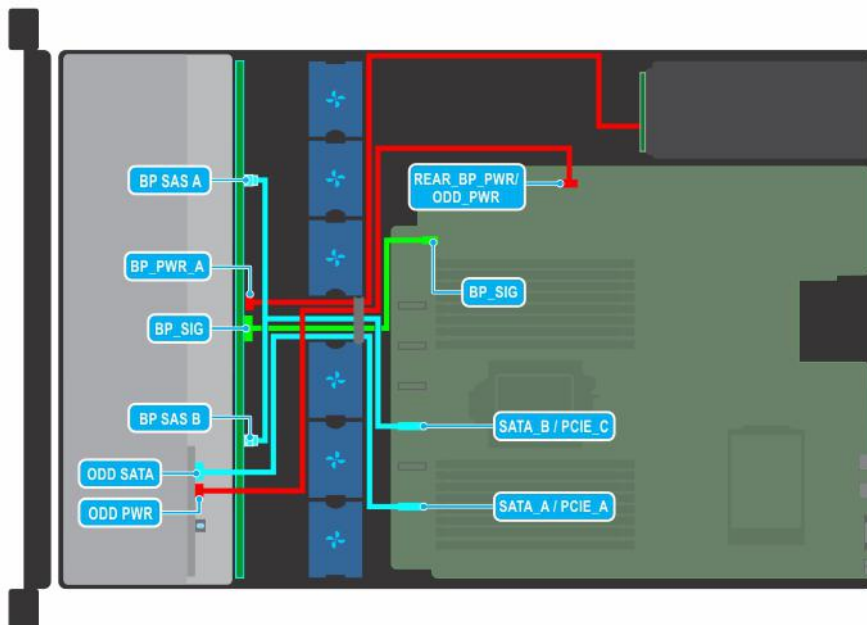 BP SAS A
REAR_BP_PWR/
ODD_PWR
BP_PWR_A
BP_SIG
BP_SIG
BP SAS B
SATA_B / PCIE_C
ODD SATA
SATA_A / PCIE_A
ODD PWR